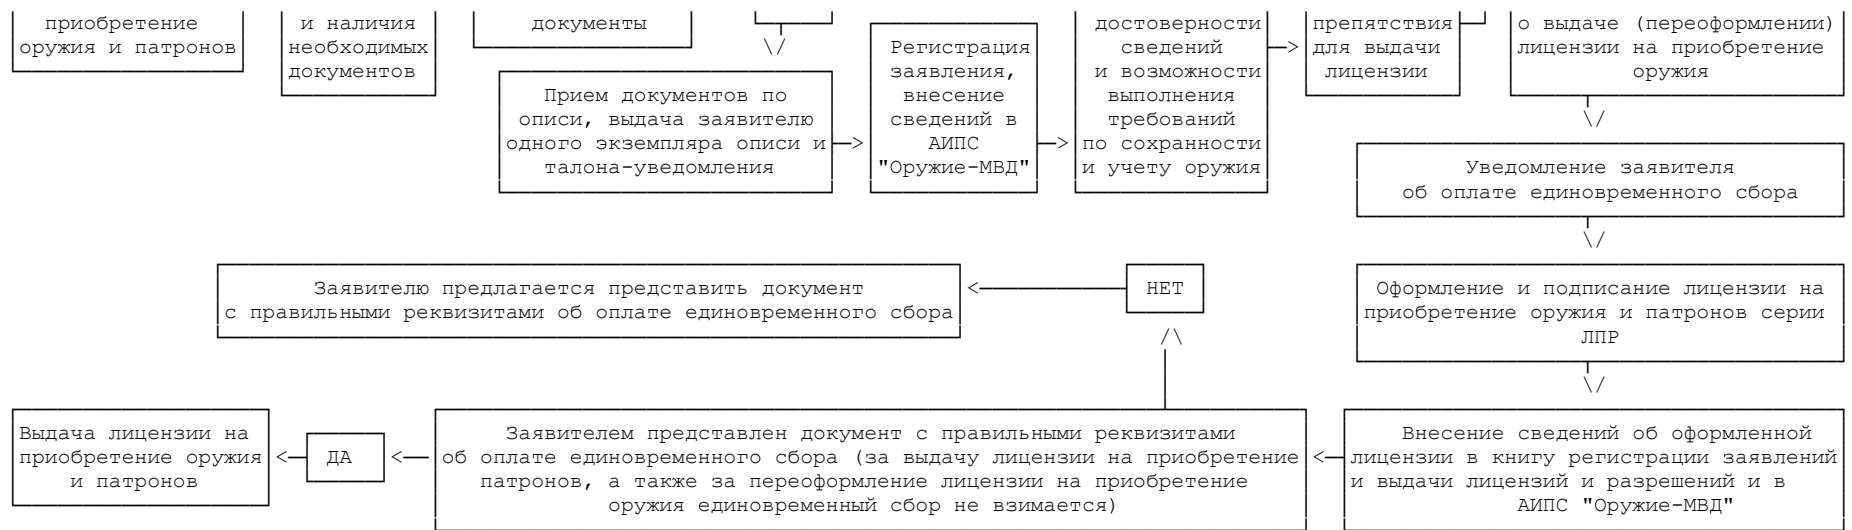 приобретение
оружия и патронов
и наличия
необходимых
документов
документы
Прием документов по
описи, выдача заявителю
одного экземпляра описи и
талона-уведомления
Регистрация
заявления,
внесение
сведений в
АИПС
"Оружие-МВД"
достоверности
сведений
и возможности
выполнения
требований
по сохранности
и учету оружия
препятствия
для выдачи
лицензии
о выдаче (переоформлении)
лицензии на приобретение
оружия
Уведомление заявителя
об оплате единовременного сбора
Оформление и подписание лицензии на
приобретение оружия и патронов серии
ЛПР
НЕТ
Заявителю предлагается представить документ
с правильными реквизитами об оплате единовременного сбора
Внесение сведений об оформленной
лицензии в книгу регистрации заявлений
и выдачи лицензий и разрешений и в
АИПС "Оружие-МВД"
Заявителем представлен документ с правильными реквизитами
об оплате единовременного сбора (за выдачу лицензии на приобретение
патронов, а также за переоформление лицензии на приобретение
оружия единовременный сбор не взимается)
ДА
Выдача лицензии на
приобретение оружия
и патронов